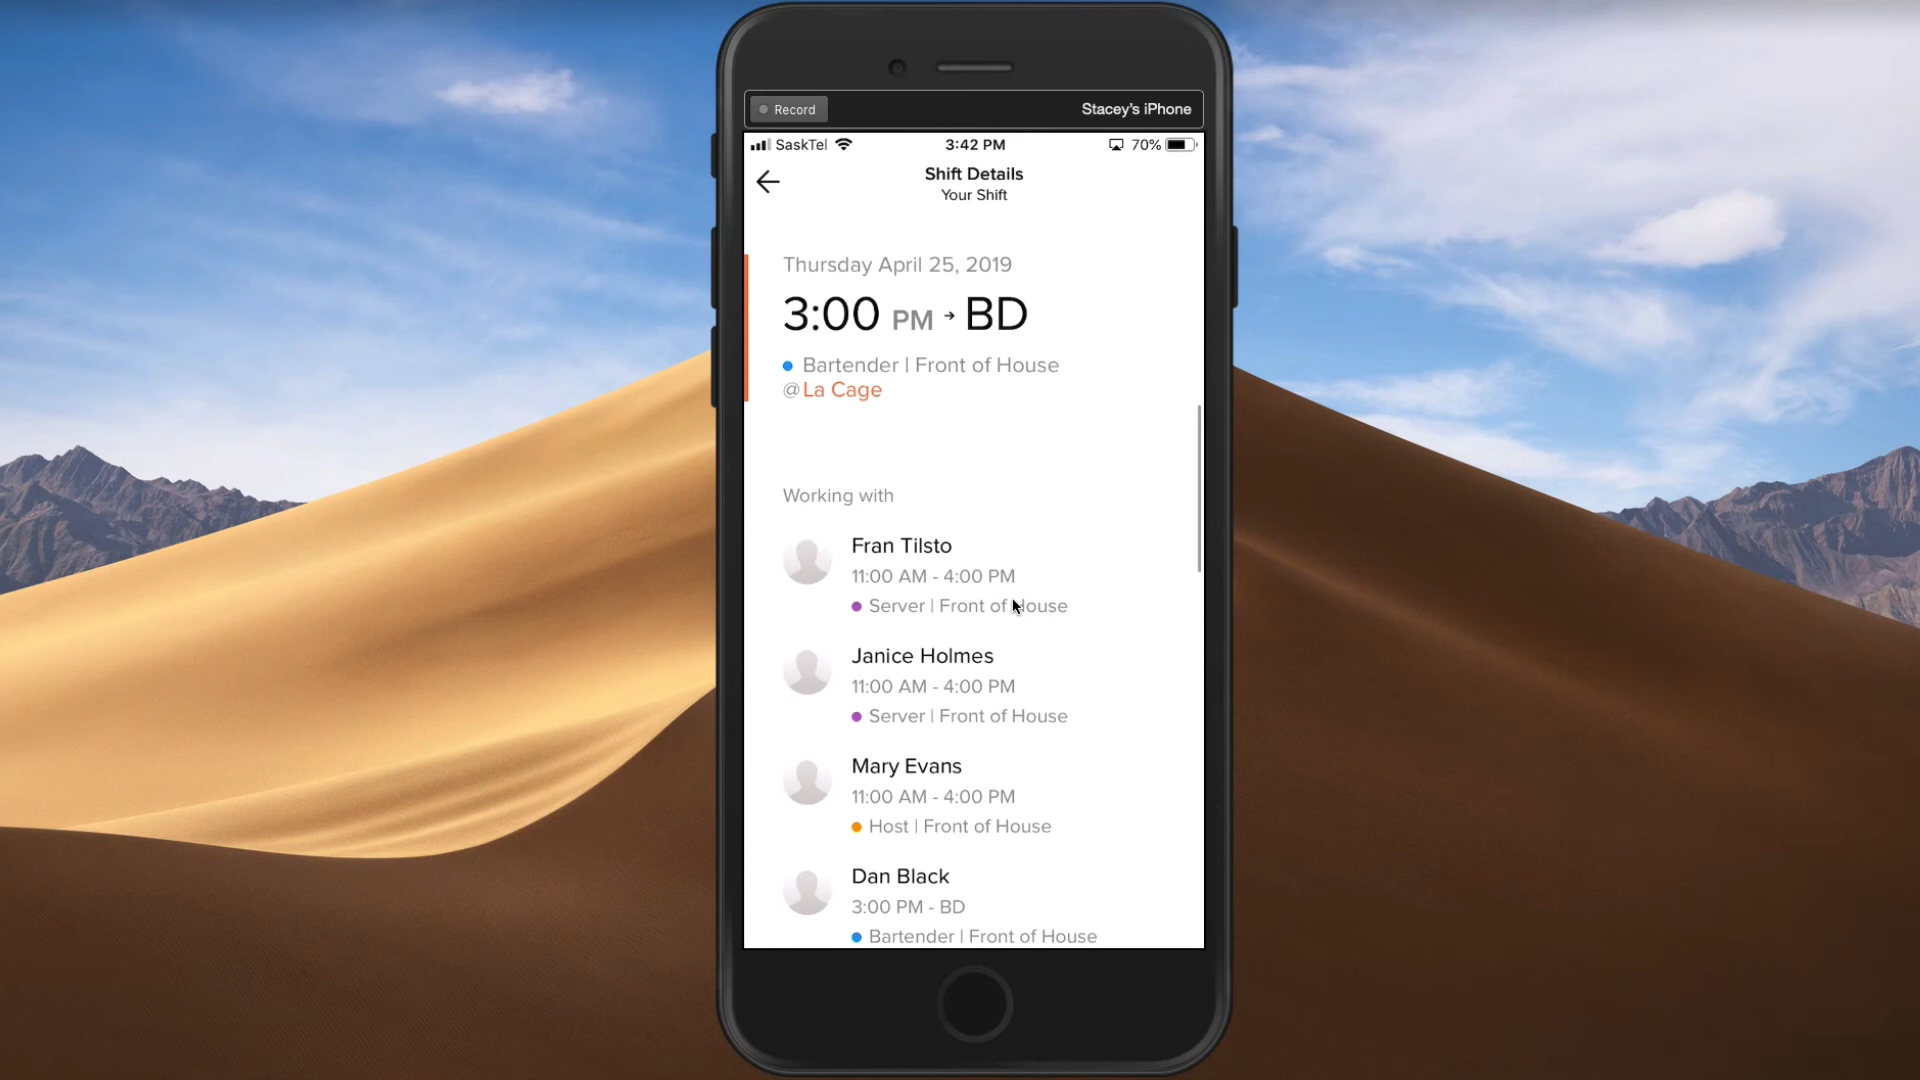 Record
Stacey's iPhone
SaskTel
3:42 PM
70%
Shift Details
Your Shift
Thursday April 25, 2019
3:00 PM → BD
Bartender | Front of House
@La Cage
Working with
Fran Tilsto
11:00 AM - 4:00 PM
Server | Front of House
Janice Holmes
11:00 AM - 4:00 PM
Server | Front of House
Mary Evans
11:00 AM - 4:00 PM
Host | Front of House
Dan Black
3:00 PM - BD
Bartender | Front of House